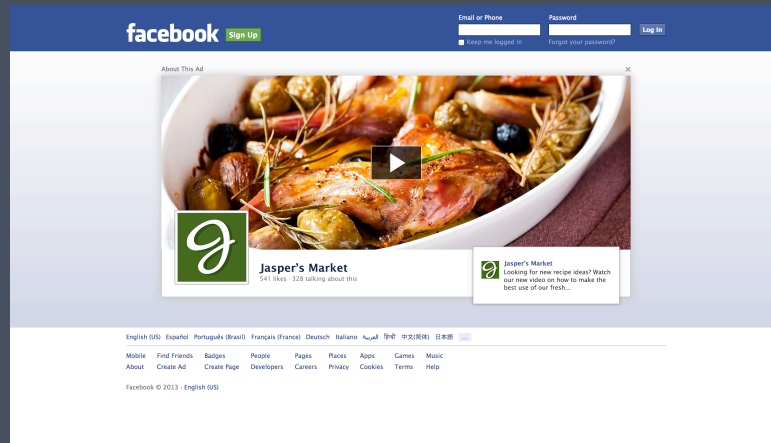 facebook Sign Up
Email or Phone Password
Log In
Keep me logged in Forgot your password?
About This Ad
Jasper's Market
541 likes · 328 talking about this
Jasper's Market
Looking for new recipe ideas? Watch
our new video on how to make the
best use of our fresh...
English (US) Español Português (Brasil) Français (France) Deutsch Italiano العربية हिन्दी 中文(简体) 日本語 ...
Mobile Find Friends Badges People Pages Places Apps Games Music
About Create Ad Create Page Developers Careers Privacy Cookies Terms Help
Facebook © 2013 · English (US)